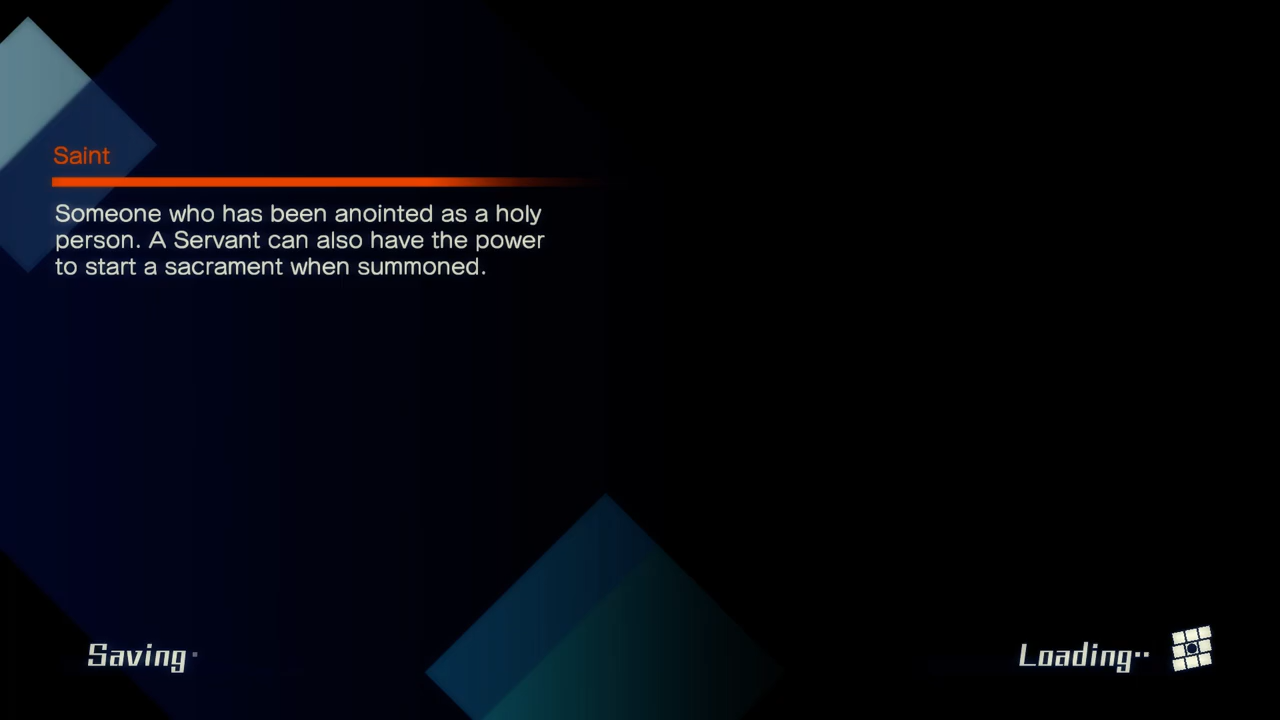 Saint
Someone who has been anointed as a holy
person. A Servant can also have the power
to start a sacrament when summoned.
Saving·
Loading··